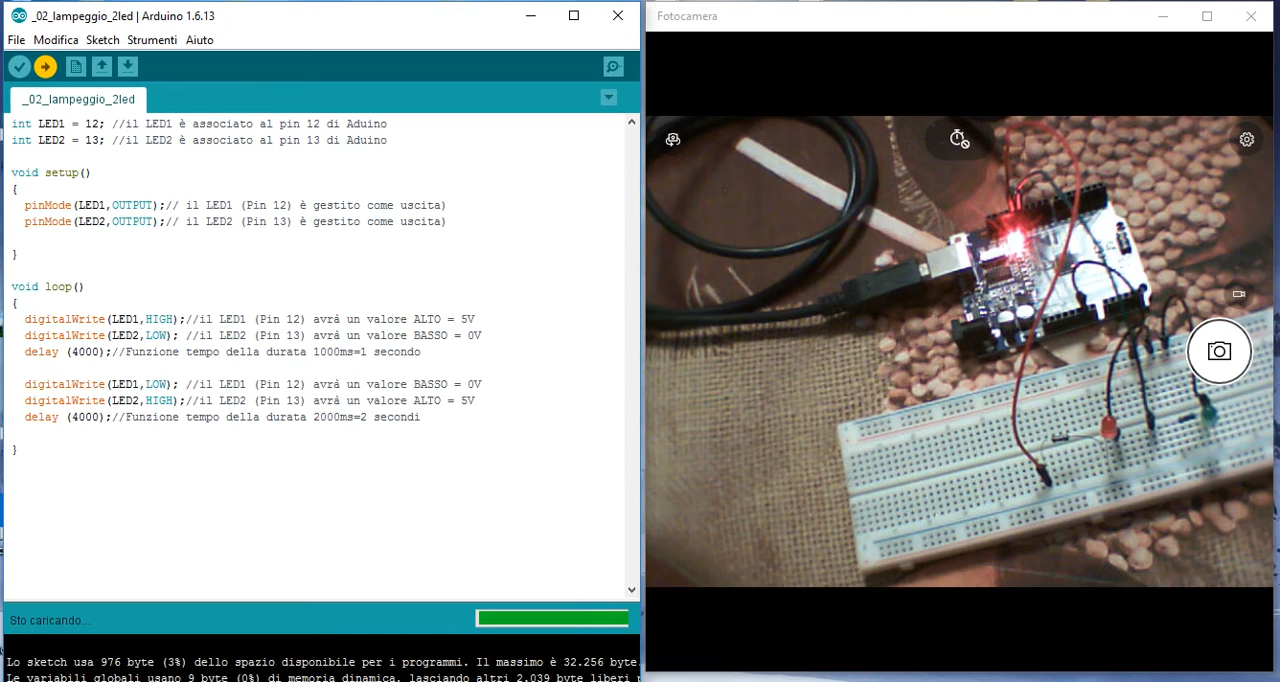 _02_lampeggio_2led | Arduino 1.6.13
File Modifica Sketch Strumenti Aiuto
_02_lampeggio_2led
int LED1 = 12; //il LED1 è associato al pin 12 di Aduino
int LED2 = 13; //il LED2 è associato al pin 13 di Aduino
void setup()
{
pinMode(LED1,OUTPUT);// il LED1 (Pin 12) è gestito come uscita)
pinMode(LED2,OUTPUT);// il LED2 (Pin 13) è gestito come uscita)
}
void loop()
{
digitalWrite(LED1,HIGH);//il LED1 (Pin 12) avrà un valore ALTO = 5V
digitalWrite(LED2,LOW); //il LED2 (Pin 13) avrà un valore BASSO = 0V
delay (4000);//Funzione tempo della durata 1000ms=1 secondo
digitalWrite(LED1,LOW); //il LED1 (Pin 12) avrà un valore BASSO = 0V
digitalWrite(LED2,HIGH);//il LED2 (Pin 13) avrà un valore ALTO = 5V
delay (4000);//Funzione tempo della durata 2000ms=2 secondi
}
Sto caricando...
Lo sketch usa 976 byte (3%) dello spazio disponibile per i programmi. Il massimo è 32.256 byte.
Le variabili globali usano 9 byte (0%) di memoria dinamica, lasciando altri 2.039 byte liberi
Fotocamera